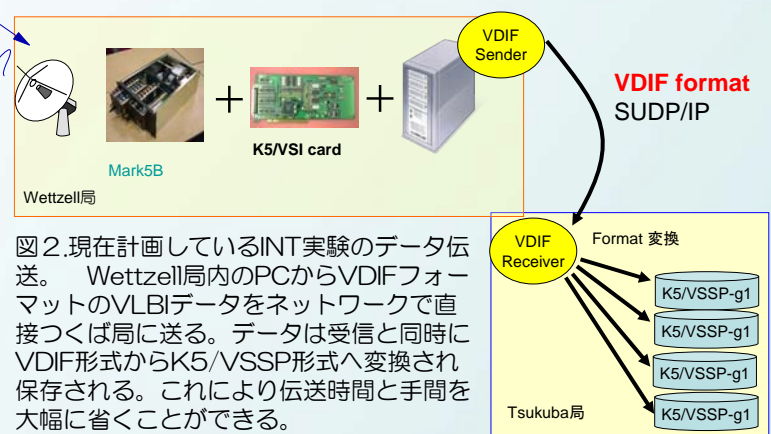 VDIF
Sender
VDIF format
SUDP/IP
+
+
K5/VSI card
Mark5B
Wettzell局
図2.現在計画しているINT実験のデータ伝
送。 Wettzell局内のPCからVDIFフォー
マットのVLBIデータをネットワークで直
接つくば局に送る。データは受信と同時に
VDIF形式からK5/VSSP形式へ変換され
保存される。これにより伝送時間と手間を
大幅に省くことができる。
VDIF
Receiver
Format 変換
K5/VSSP-g1
K5/VSSP-g1
K5/VSSP-g1
K5/VSSP-g1
Tsukuba局